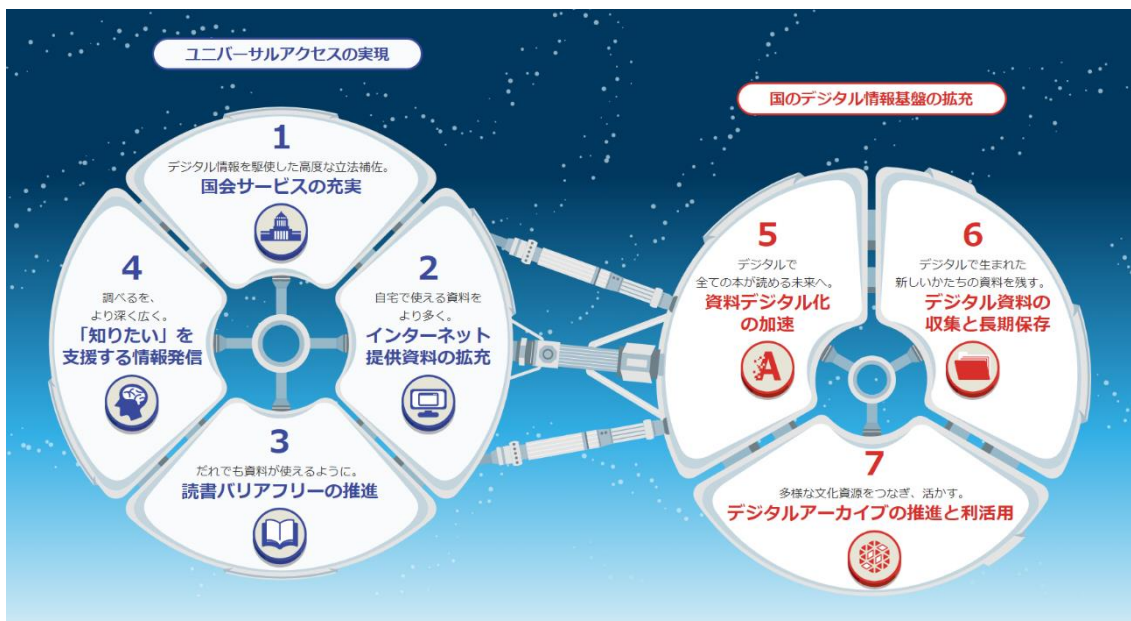 ユニバーサルアクセスの実現
1
デジタル情報を駆使した高度な立法補佐。
国会サービスの充実
2
自宅で使える資料を
より多く。
インターネット
提供資料の拡充
3
だれでも資料が使えるように。
読書バリアフリーの推進
4
調べるを、
より深く広く。
「知りたい」を
支援する情報発信
国のデジタル情報基盤の拡充
5
デジタルで
全ての本が読める未来へ。
資料デジタル化
の加速
A
6
デジタルで生まれた
新しいかたちの資料を残す。
デジタル資料の
収集と長期保存
7
多様な文化資源をつなぎ、活かす。
デジタルアーカイブの推進と利活用